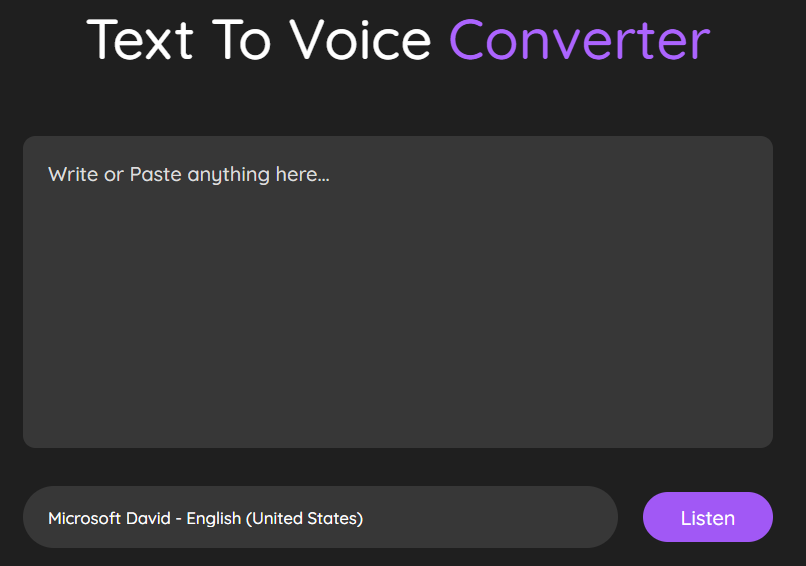 Text To Voice Converter
Write or Paste anything here...
Microsoft David - English (United States)
Listen